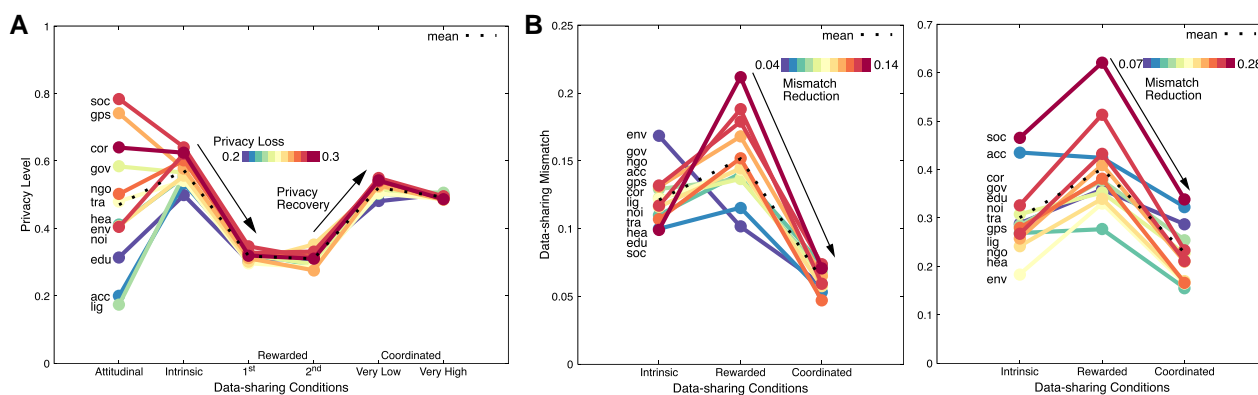 A
1
0.8
0.6
0.4
0.2
0
Privacy Level
mean
soc
gps
cor
gov
ngo
tra
hea
env
noi
edu
acc
lig
Privacy Loss
0.2
0.3
Privacy
Recovery
Rewarded
Coordinated
Attitudinal
Intrinsic
1st
2nd
Very Low
Very High
Data-sharing Conditions
B
0.25
0.2
0.15
0.1
0.05
0
Data-sharing Mismatch
mean
0.04
0.14
Mismatch
Reduction
env
gov
ngo
acc
gps
cor
lig
noi
tra
hea
edu
soc
Intrinsic
Rewarded
Coordinated
Data-sharing Conditions
0.7
0.6
0.5
0.4
0.3
0.2
0.1
0
mean
0.07
0.28
Mismatch
Reduction
soc
acc
cor
gov
edu
noi
tra
gps
lig
ngo
hea
env
Intrinsic
Rewarded
Coordinated
Data-sharing Conditions